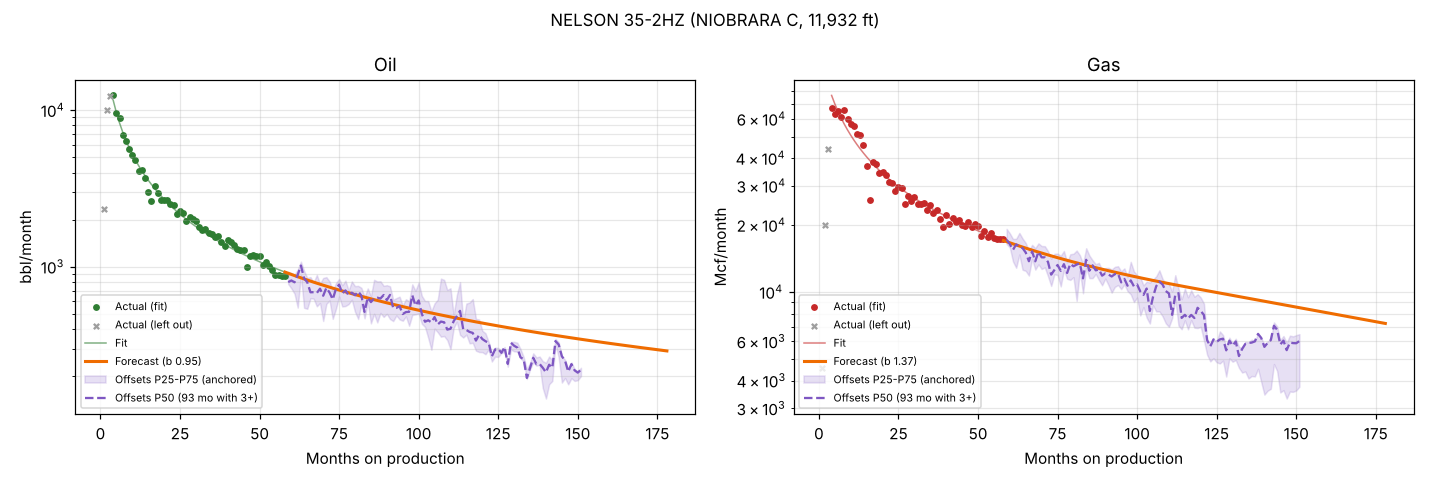 NELSON 35-2HZ (NIOBRARA C, 11,932 ft)
Oil
bbl/month
10⁴
10³
Actual (fit)
Actual (left out)
Fit
Forecast (b 0.95)
Offsets P25-P75 (anchored)
Offsets P50 (93 mo with 3+)
0 25 50 75 100 125 150 175
Months on production
Gas
Mcf/month
6 × 10⁴
4 × 10⁴
3 × 10⁴
2 × 10⁴
10⁴
6 × 10³
4 × 10³
3 × 10³
Actual (fit)
Actual (left out)
Fit
Forecast (b 1.37)
Offsets P25-P75 (anchored)
Offsets P50 (93 mo with 3+)
0 25 50 75 100 125 150 175
Months on production